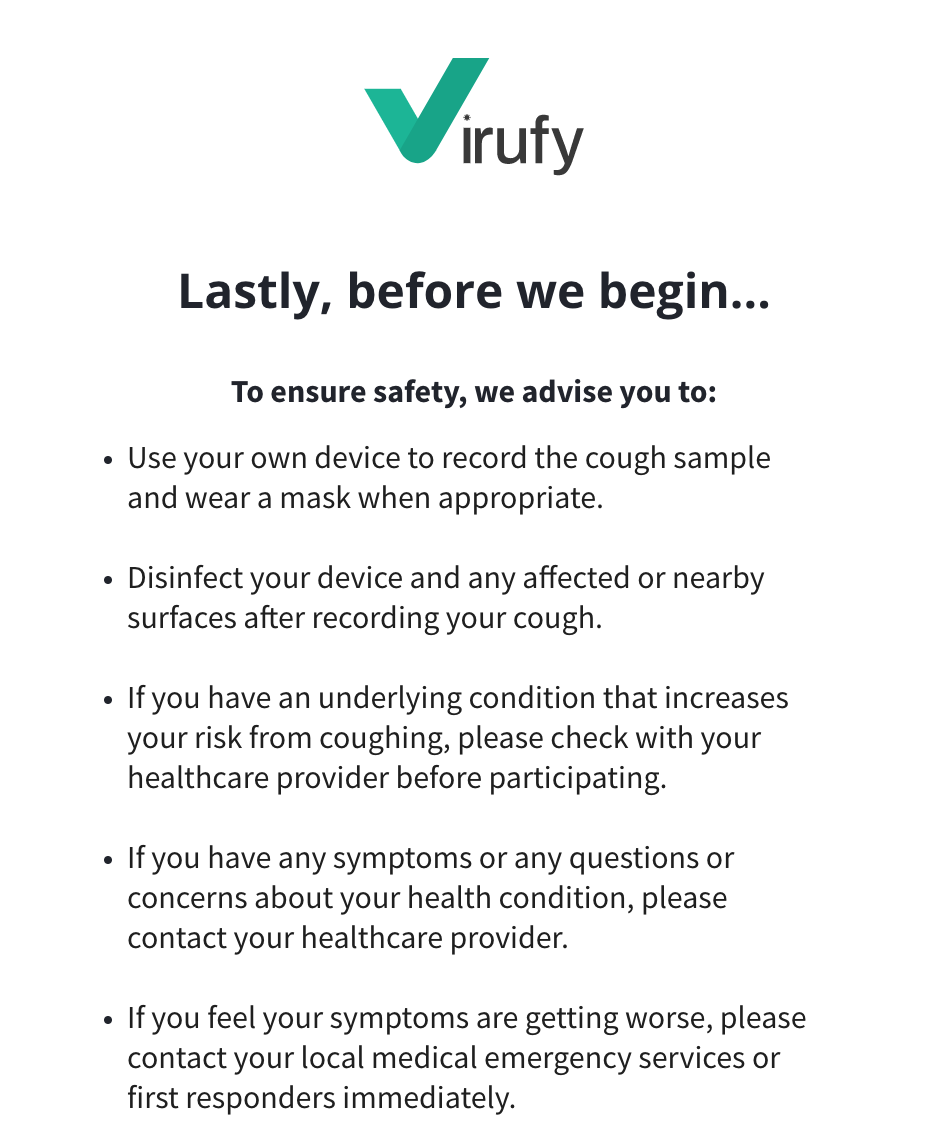 Virufy
Lastly, before we begin...
To ensure safety, we advise you to:
• Use your own device to record the cough sample
and wear a mask when appropriate.
• Disinfect your device and any affected or nearby
surfaces after recording your cough.
• If you have an underlying condition that increases
your risk from coughing, please check with your
healthcare provider before participating.
• If you have any symptoms or any questions or
concerns about your health condition, please
contact your healthcare provider.
• If you feel your symptoms are getting worse, please
contact your local medical emergency services or
first responders immediately.